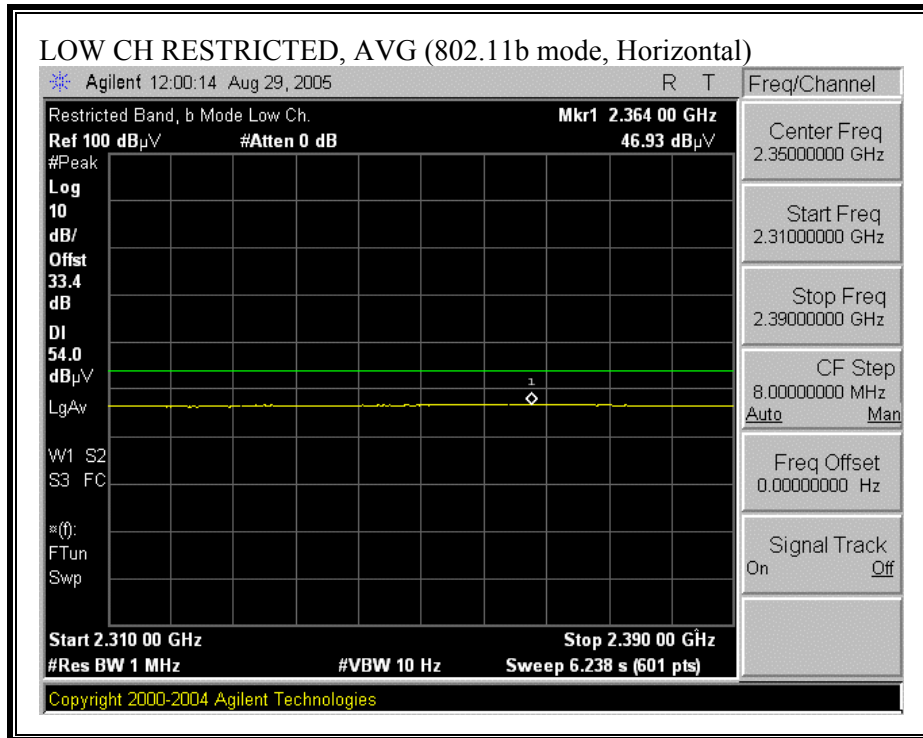 LOW CH RESTRICTED, AVG (802.11b mode, Horizontal)
Agilent 12:00:14 Aug 29, 2005 R T
Restricted Band, b Mode Low Ch. Mkr1 2.364 00 GHz
Ref 100 dBµV #Atten 0 dB 46.93 dBµV
#Peak
Log
10
dB/
Offst
33.4
dB
DI
54.0
dBµV
LgAv
1
W1 S2
S3 FC
¤(f):
FTun
Swp
Start 2.310 00 GHz Stop 2.390 00 GHz
#Res BW 1 MHz #VBW 10 Hz Sweep 6.238 s (601 pts)
Copyright 2000-2004 Agilent Technologies
Freq/Channel
Center Freq
2.35000000 GHz
Start Freq
2.31000000 GHz
Stop Freq
2.39000000 GHz
CF Step
8.00000000 MHz
Auto Man
Freq Offset
0.00000000 Hz
Signal Track
On Off